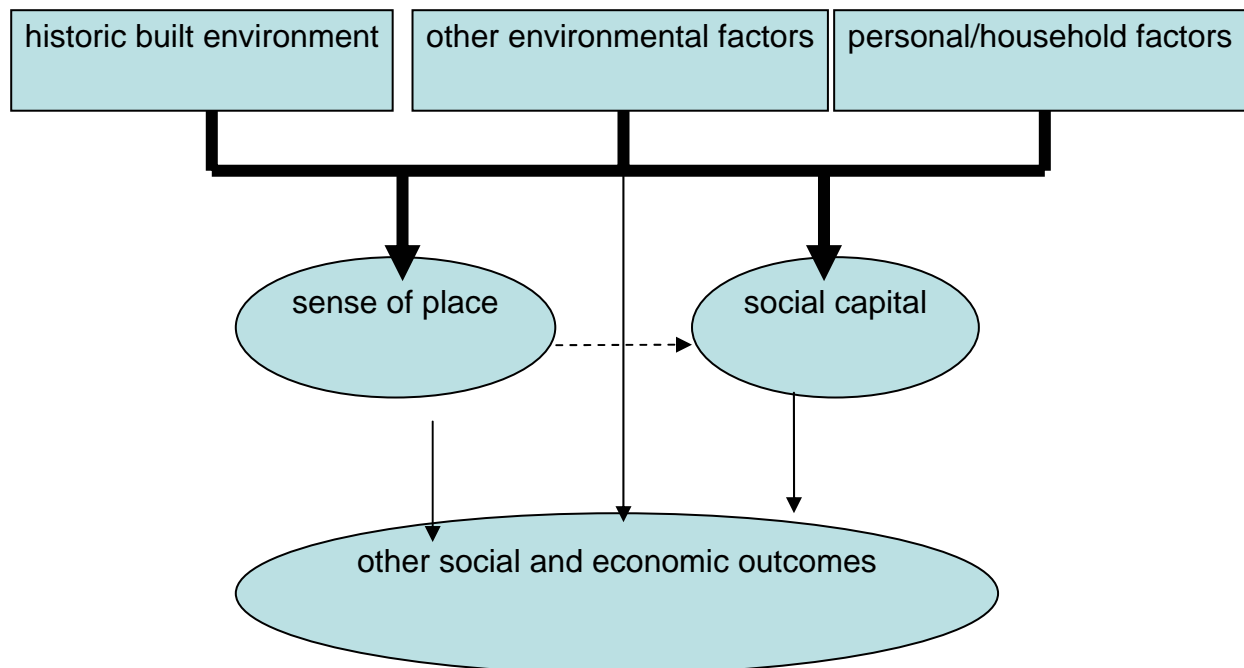 historic built environment
other environmental factors
personal/household factors
sense of place
social capital
other social and economic outcomes